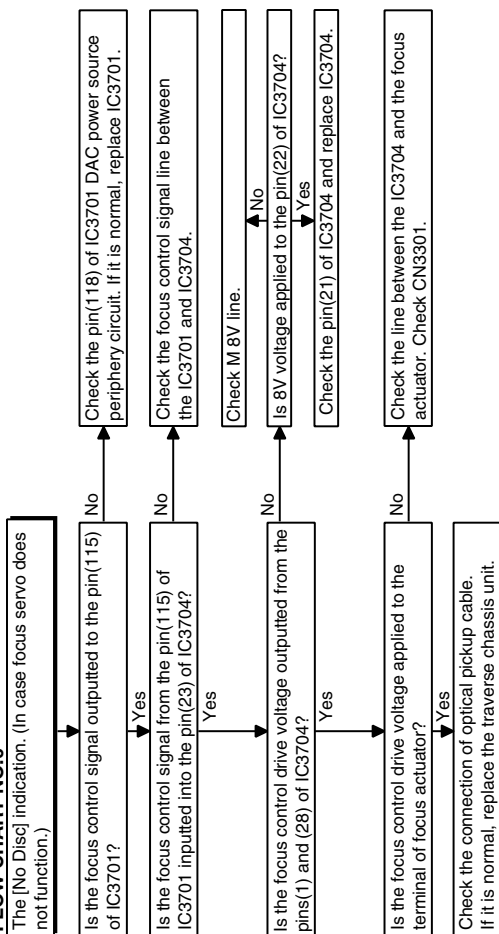 The [No Disc] indication. (In case focus servo does
not function.)
Is the focus control signal outputted to the pin(115)
of IC3701?
No
Check the pin(118) of IC3701 DAC power source
periphery circuit. If it is normal, replace IC3701.
Yes
Is the focus control signal from the pin(115) of
IC3701 inputted into the pin(23) of IC3704?
No
Check the focus control signal line between
the IC3701 and IC3704.
Yes
Check M 8V line.
No
Is the focus control drive voltage outputted from the
pins(1) and (28) of IC3704?
No
Is 8V voltage applied to the pin(22) of IC3704?
Yes
Check the pin(21) of IC3704 and replace IC3704.
Yes
Is the focus control drive voltage applied to the
terminal of focus actuator?
No
Check the line between the IC3704 and the focus
actuator. Check CN3301.
Yes
Check the connection of optical pickup cable.
If it is normal, replace the traverse chassis unit.